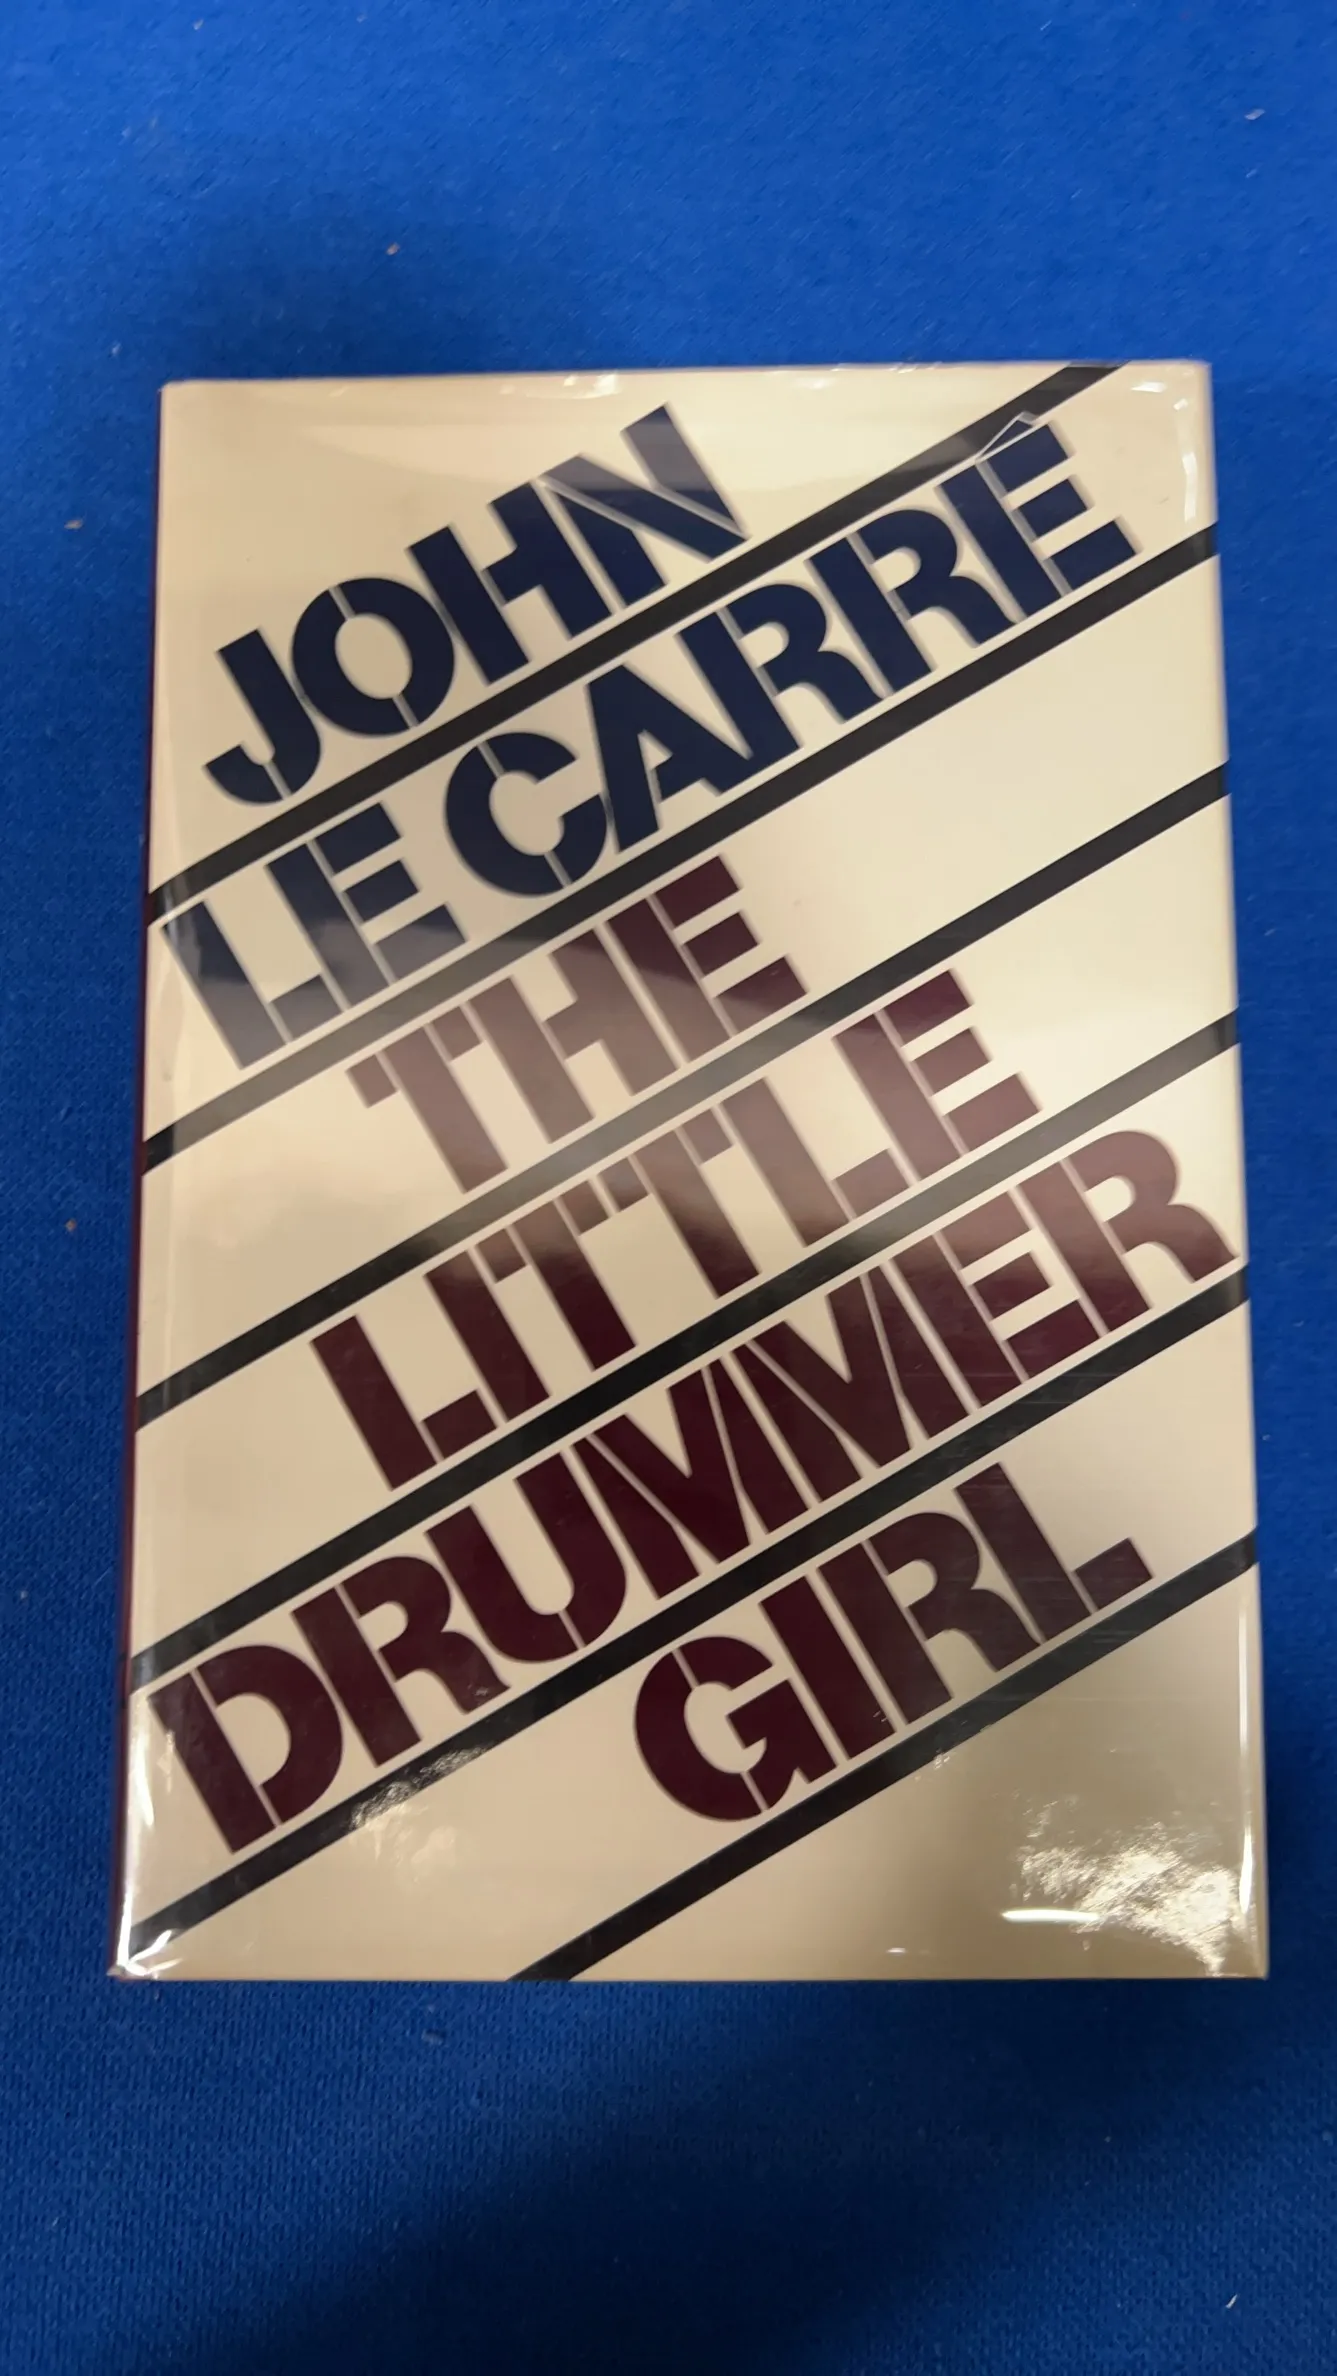 JOHN
LE CARRÉ
THE
LITTLE
DRUMMER
GIRL